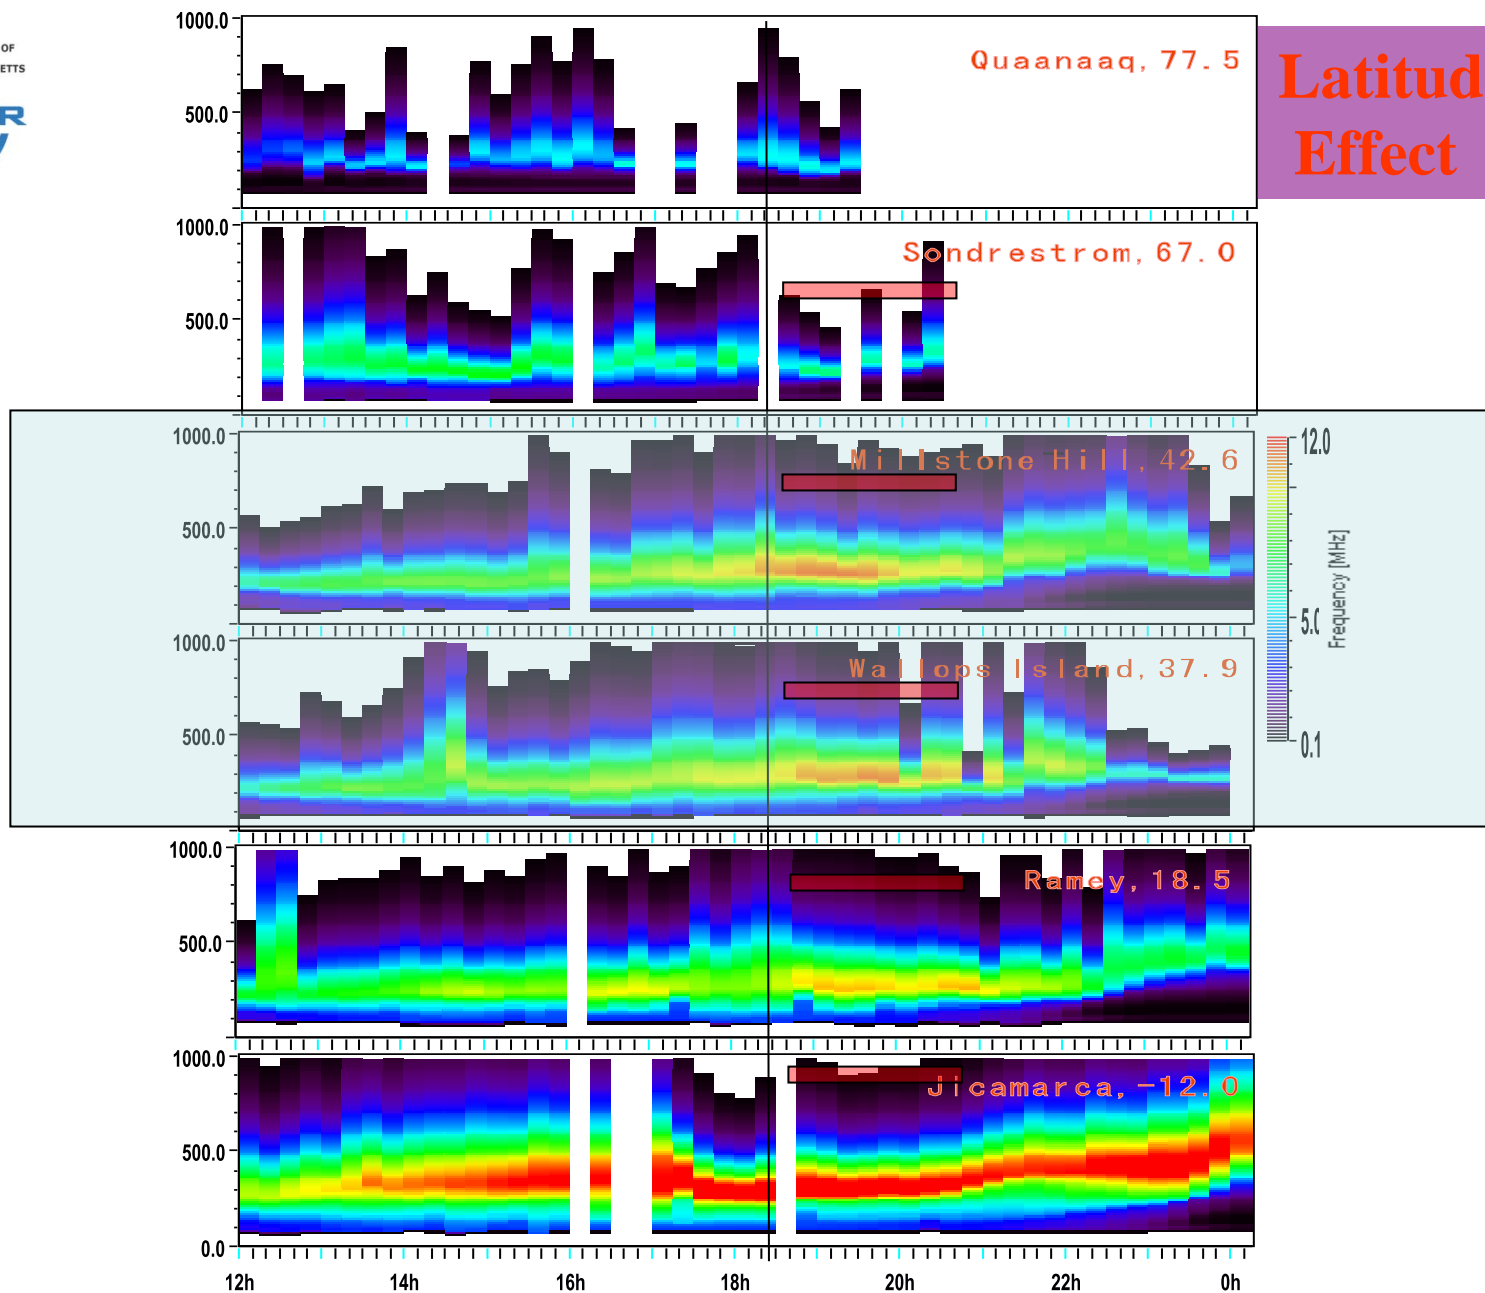 OF
ETTS
R
Latitud
Effect
1000.0
500.0
Quaanaaq, 77.5
1000.0
500.0
Sondrestrom, 67.0
1000.0
500.0
Millstone Hill, 42.6
12.0
5.0
0.1
Frequency [MHz]
1000.0
500.0
Wallops Island, 37.9
1000.0
500.0
Ramey, 18.5
1000.0
500.0
0.0
Jicamarca, -12.0
12h 14h 16h 18h 20h 22h 0h